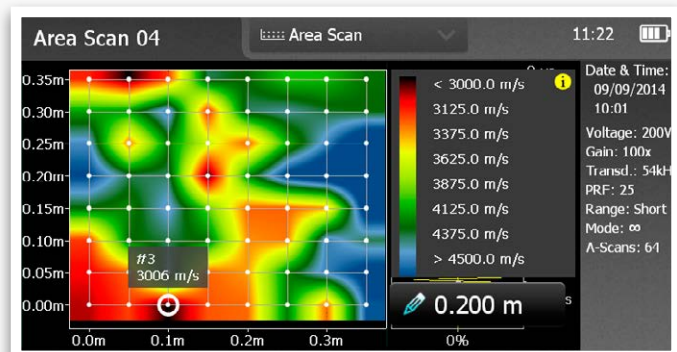 Area Scan 04
Area Scan
11:22
0.35m
0.30m
0.25m
0.20m
0.15m
0.10m
0.05m
0.00m
#3
3006 m/s
0.0m 0.1m 0.2m 0.3m
< 3000.0 m/s
3125.0 m/s
3375.0 m/s
3625.0 m/s
3875.0 m/s
4125.0 m/s
4375.0 m/s
> 4500.0 m/s
i
0.200 m
0%
Date & Time:
09/09/2014
10:01
Voltage: 200V
Gain: 100x
Transd.: 54kH
PRF: 25
Range: Short
Mode: ∞
A-Scans: 64